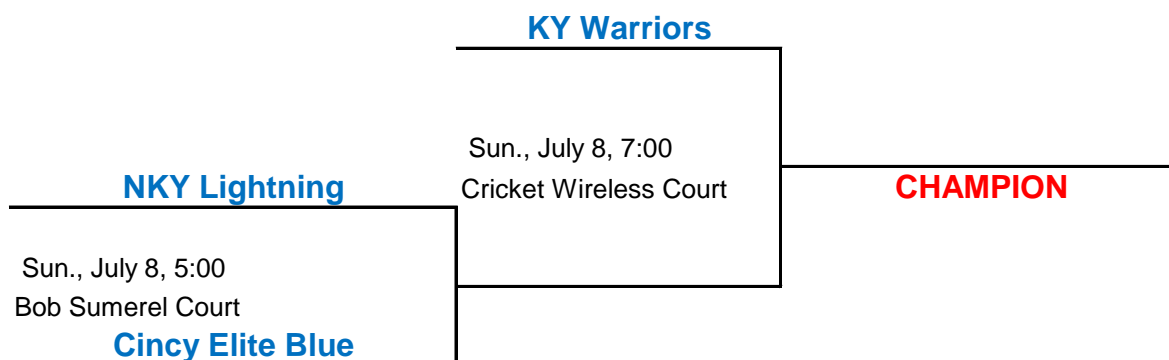 KY Warriors
Sun., July 8, 7:00
Cricket Wireless Court
NKY Lightning
CHAMPION
Sun., July 8, 5:00
Bob Sumerel Court
Cincy Elite Blue